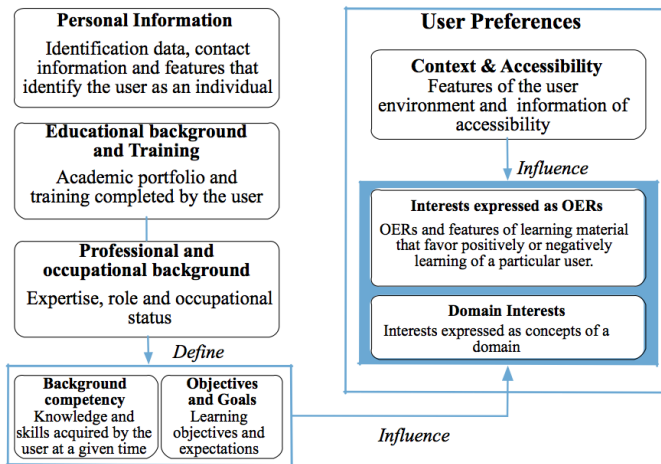 Personal Information
Identification data, contact
information and features that
identify the user as an individual
Educational background
and Training
Academic portfolio and
training completed by the user
Professional and
occupational background
Expertise, role and occupational
status
Define
Background
competency
Knowledge and
skills acquired by the
user at a given time
Objectives and
Goals
Learning
objectives and
expectations
Influence
User Preferences
Context & Accessibility
Features of the user
environment and information of
accessibility
Influence
Interests expressed as OERs
OERs and features of learning material
that favor positively or negatively
learning of a particular user.
Domain Interests
Interests expressed as concepts of a
domain